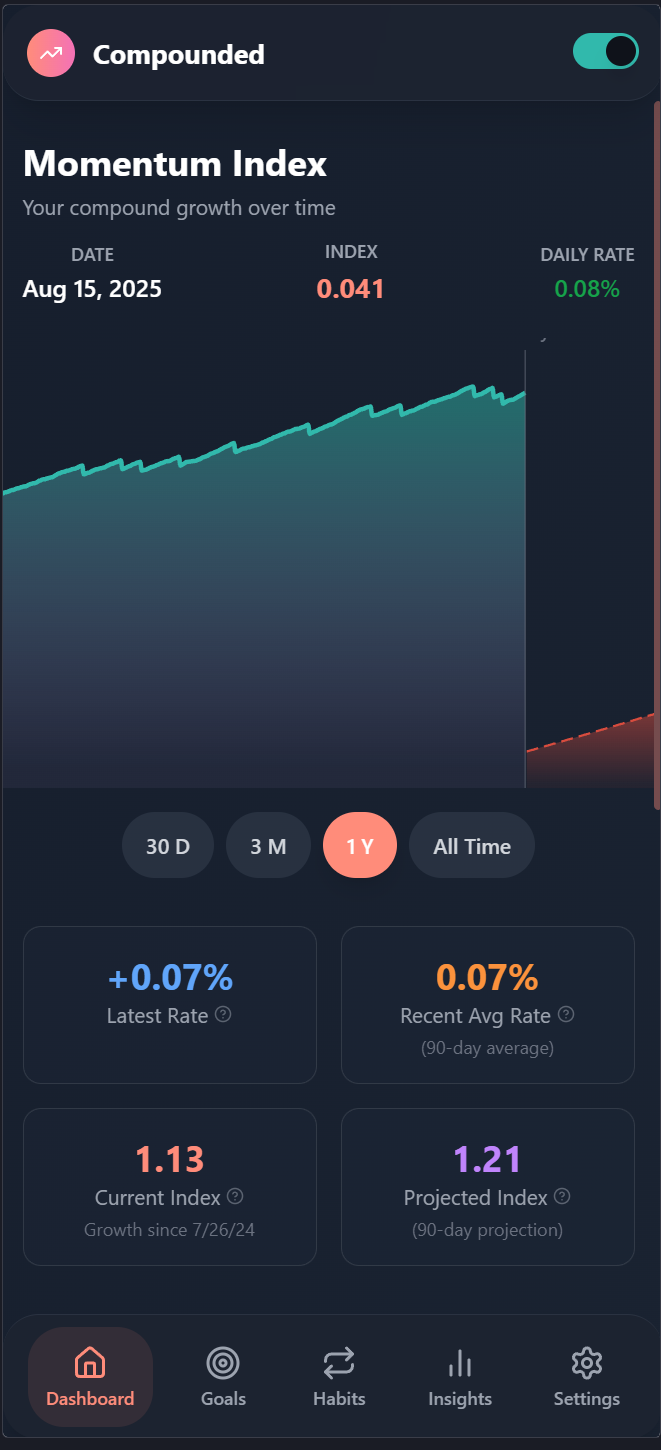 Compounded
Momentum Index
Your compound growth over time
DATE
Aug 15, 2025
INDEX
0.041
DAILY RATE
0.08%
30 D
3 M
1 Y
All Time
+0.07%
Latest Rate
0.07%
Recent Avg Rate
(90-day average)
1.13
Current Index
Growth since 7/26/24
1.21
Projected Index
(90-day projection)
Dashboard
Goals
Habits
Insights
Settings